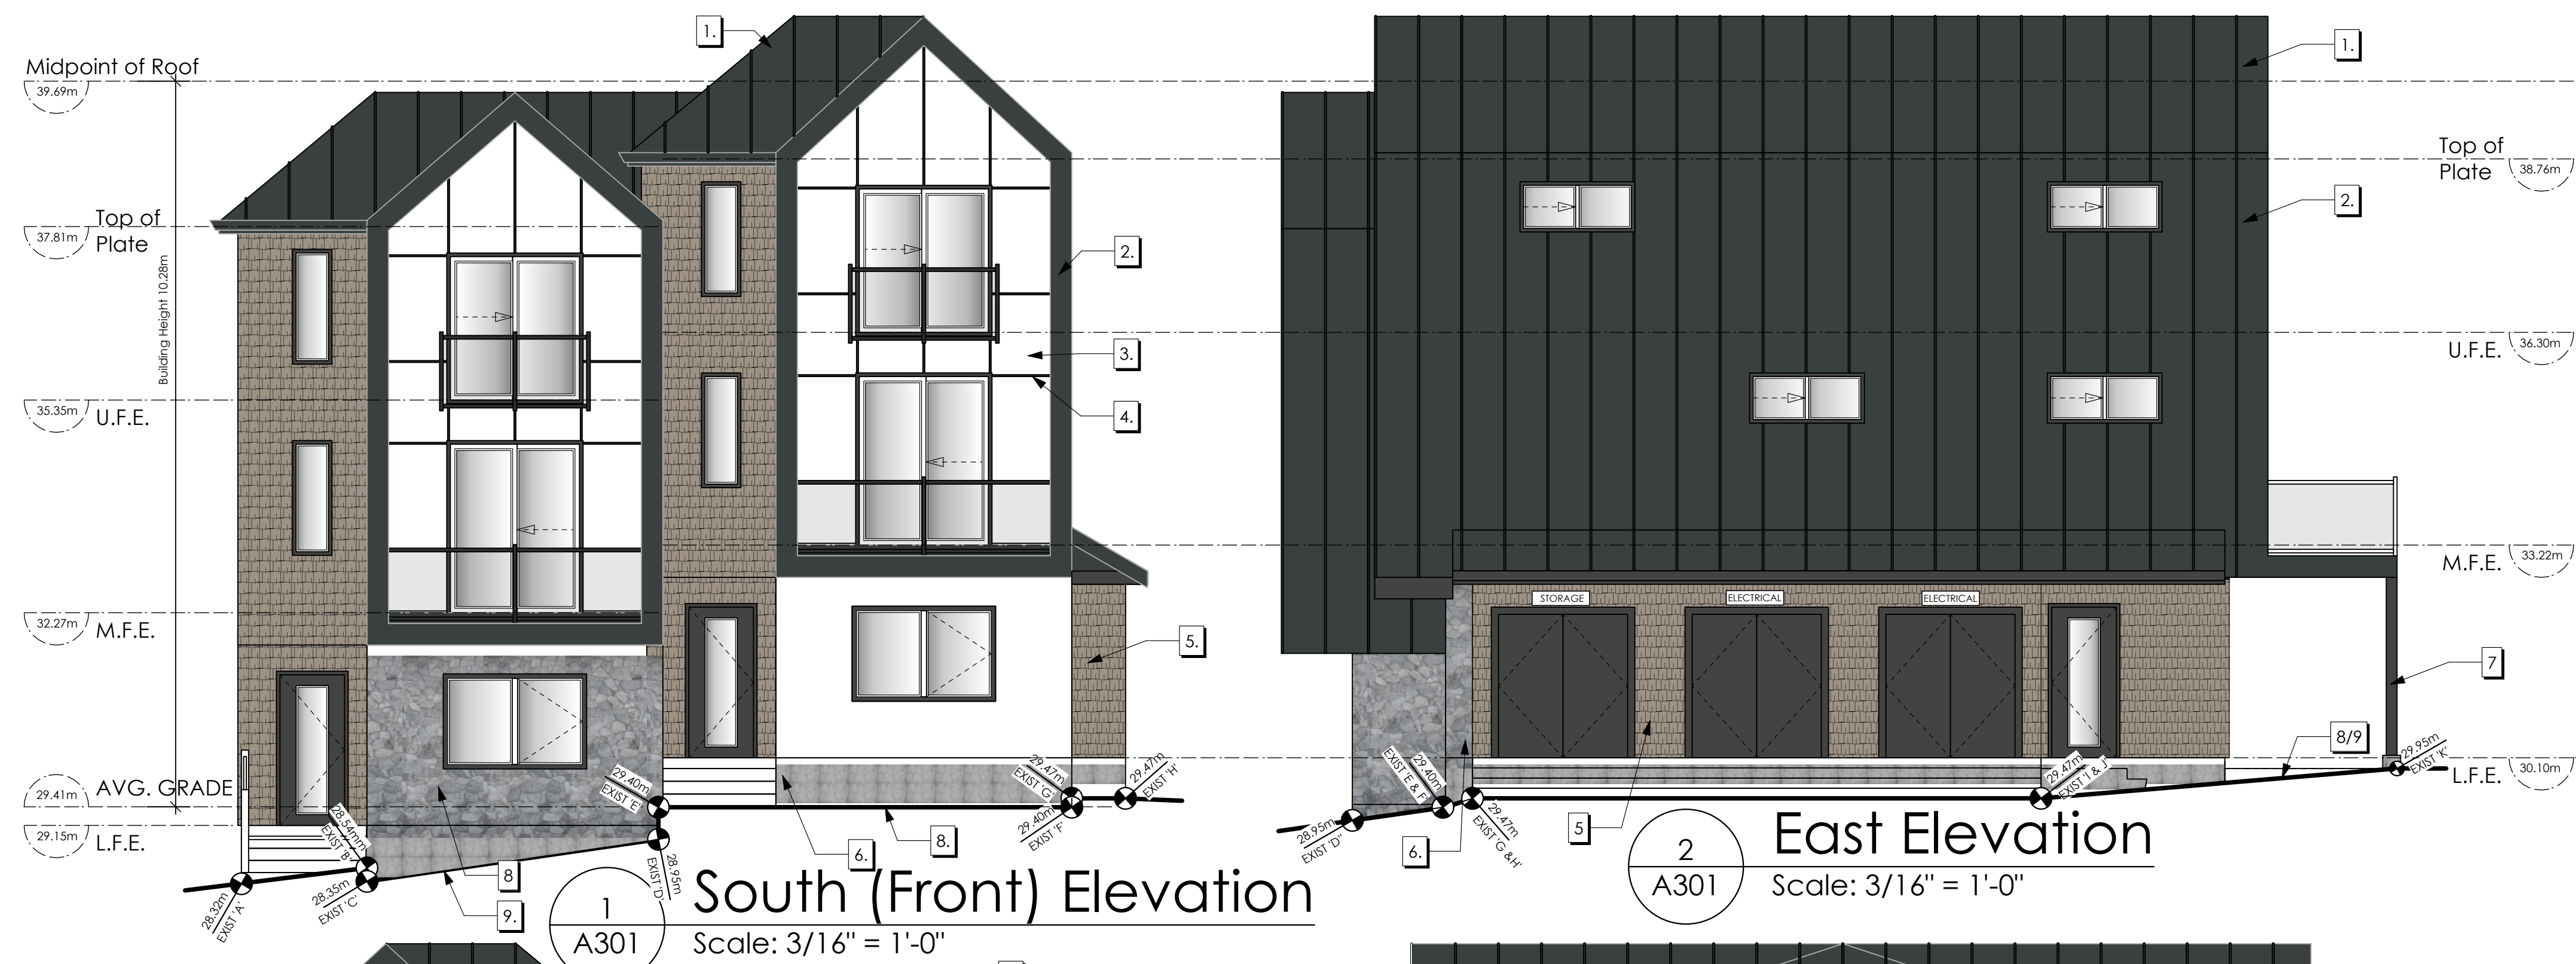 1.
Midpoint of Roof
39.69m
Top of
Plate
37.81m
Building Height 10.28m
U.F.E.
35.35m
M.F.E.
32.27m
AVG. GRADE
29.41m
L.F.E.
29.15m
2.
3.
4.
5.
6.
8.
8
9.
28.32m
EXIST 'A'
28.54mm
EXIST 'B'
28.35m
EXIST 'C'
28.95m
EXIST 'D'
29.40m
EXIST 'E'
29.40m
EXIST 'F'
29.47m
EXIST 'G'
29.47m
EXIST 'H'
1
A301
South (Front) Elevation
Scale: 3/16" = 1'-0"
1.
Top of
Plate
38.76m
2.
U.F.E.
36.30m
M.F.E.
33.22m
STORAGE
ELECTRICAL
ELECTRICAL
7
8/9
L.F.E.
30.10m
28.95m
EXIST 'D"
29.40m
EXIST 'E & F'
29.47m
EXIST 'G &H'
29.47m
EXIST 'I & J'
29.95m
EXIST 'K'
6.
5
2
A301
East Elevation
Scale: 3/16" = 1'-0"